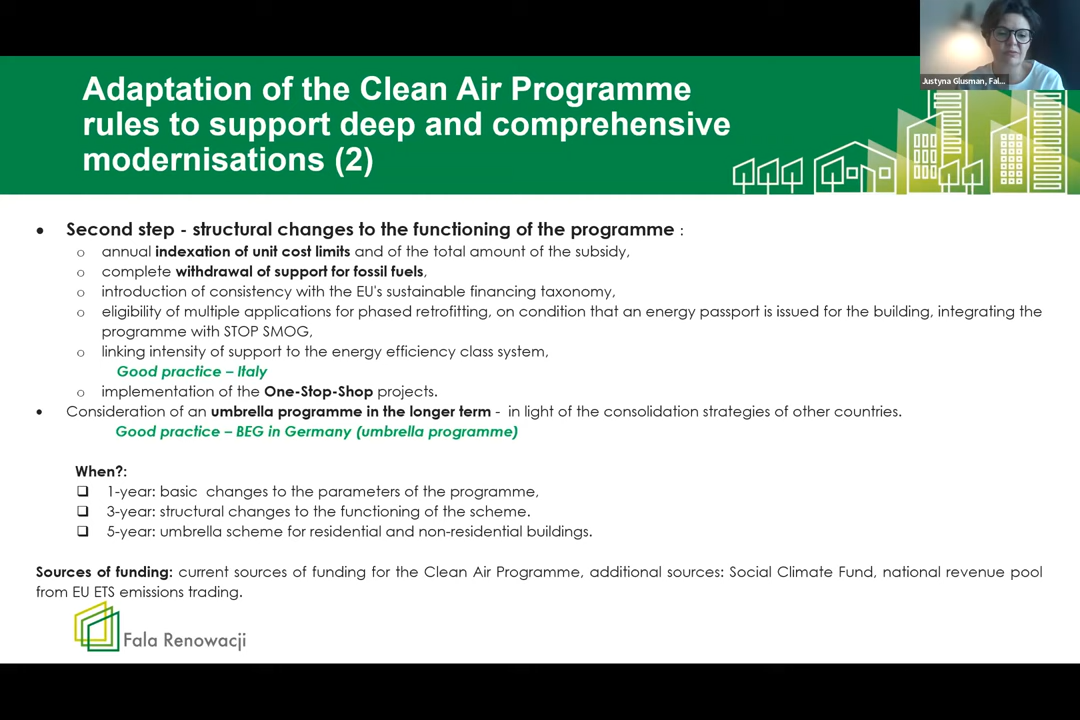 Justyna Glusman, Fal...
Adaptation of the Clean Air Programme
rules to support deep and comprehensive
modernisations (2)
• Second step - structural changes to the functioning of the programme :
o annual indexation of unit cost limits and of the total amount of the subsidy,
o complete withdrawal of support for fossil fuels,
o introduction of consistency with the EU's sustainable financing taxonomy,
o eligibility of multiple applications for phased retrofitting, on condition that an energy passport is issued for the building, integrating the
programme with STOP SMOG,
o linking intensity of support to the energy efficiency class system,
Good practice – Italy
o implementation of the One-Stop-Shop projects.
• Consideration of an umbrella programme in the longer term - in light of the consolidation strategies of other countries.
Good practice – BEG in Germany (umbrella programme)
When?:
❑ 1-year: basic changes to the parameters of the programme,
❑ 3-year: structural changes to the functioning of the scheme.
❑ 5-year: umbrella scheme for residential and non-residential buildings.
Sources of funding: current sources of funding for the Clean Air Programme, additional sources: Social Climate Fund, national revenue pool
from EU ETS emissions trading.
Fala Renowacji